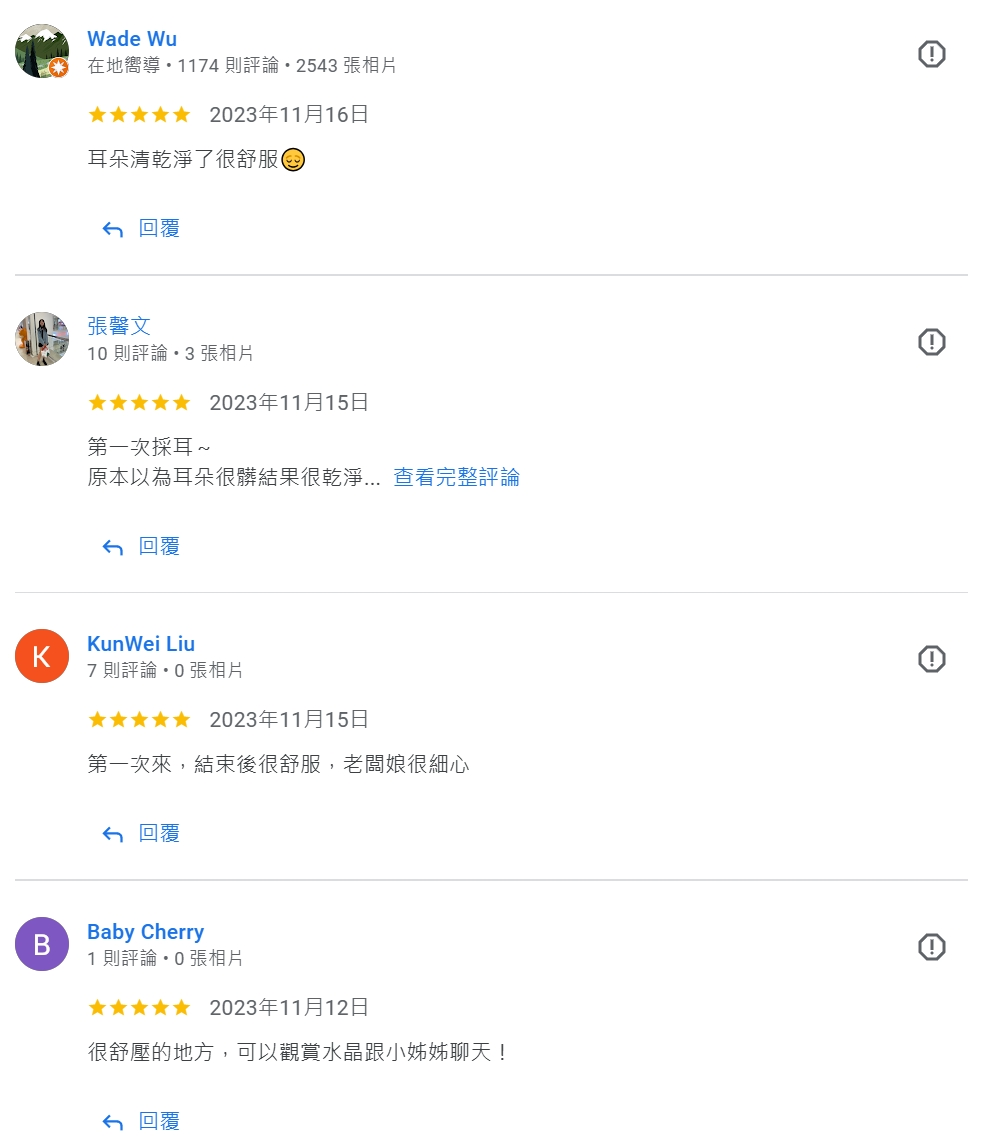 Wade Wu
在地嚮導 • 1174 則評論 • 2543 張相片
2023年11月16日
耳朵清乾淨了很舒服😌
回覆
張馨文
10 則評論 • 3 張相片
2023年11月15日
第一次採耳～
原本以為耳朵很髒結果很乾淨... 查看完整評論
回覆
K
KunWei Liu
7 則評論 • 0 張相片
2023年11月15日
第一次來，結束後很舒服，老闆娘很細心
回覆
B
Baby Cherry
1 則評論 • 0 張相片
2023年11月12日
很舒壓的地方，可以觀賞水晶跟小姊姊聊天！
回覆